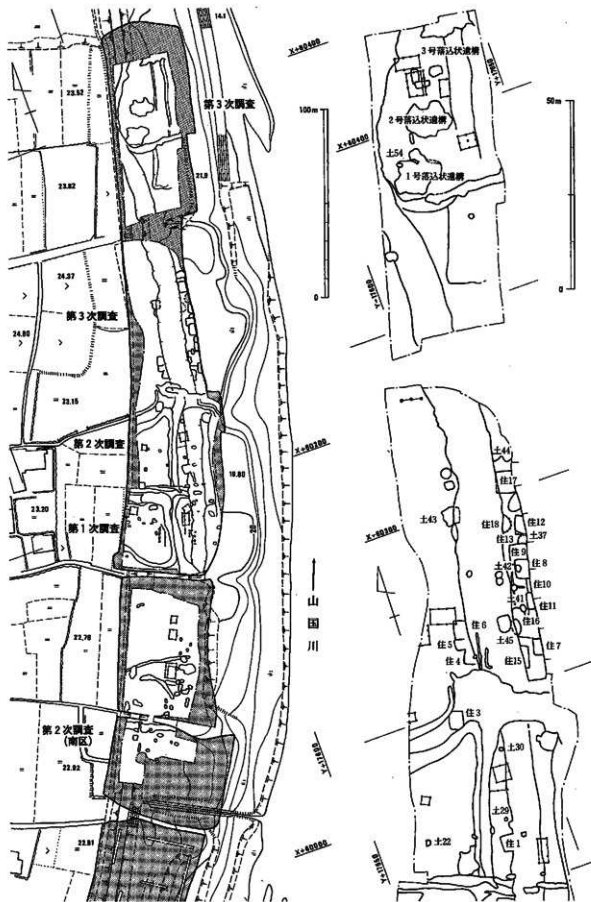 14.1
X+60400
23.52
第3次調査
100m
21.9
23.82
0
24.37
第3次調査
24.80
23.15
第2次調査
X+60200
19.80
23.20
第1次調査
山国川
22.76
第2次調査
(南区)
22.92
X+60000
22.81
3号落込状遺構
2号落込状遺構
X+60400
土54
1号落込状遺構
50m
0
土44
住17
土43
住18
住12
土37
住13
住9
住8
土42
住10
41
住11
住6
住16
土45
住5
住7
住4
住15
住3
土30
土29
土22
住1